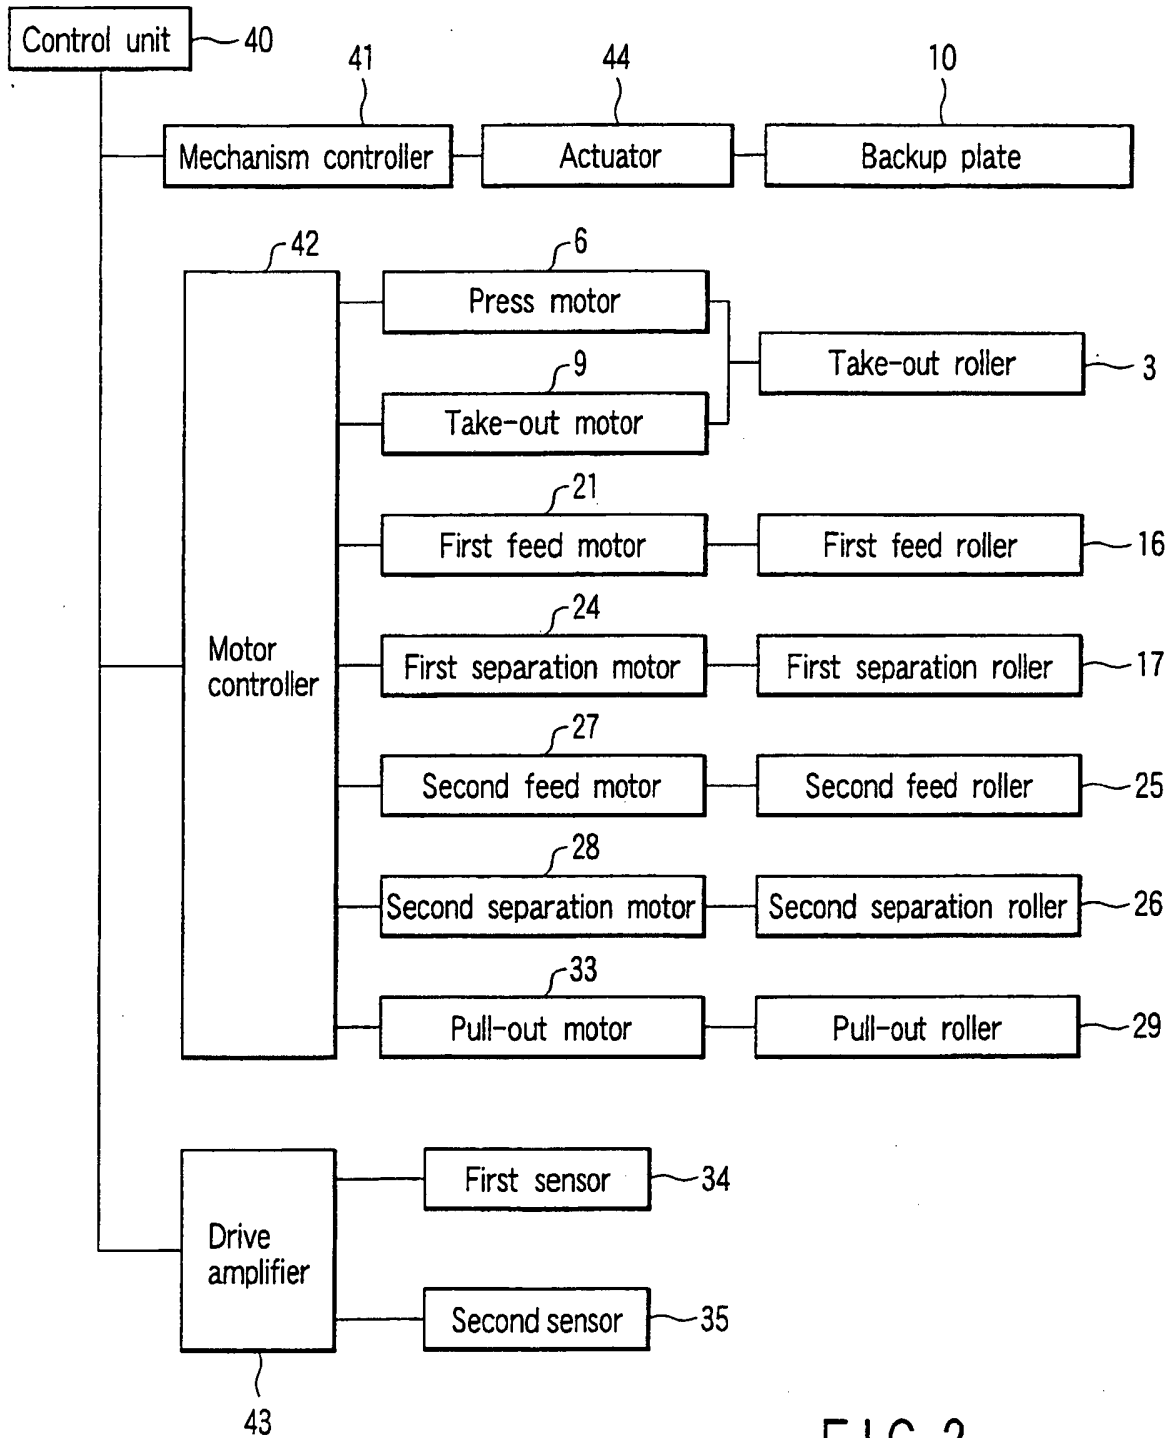 Control unit
40
41
44
10
Mechanism controller
Actuator
Backup plate
42
6
Press motor
9
Take-out roller
3
Take-out motor
21
First feed motor
First feed roller
16
24
Motor
controller
First separation motor
First separation roller
17
27
Second feed motor
Second feed roller
25
28
Second separation motor
Second separation roller
26
33
Pull-out motor
Pull-out roller
29
First sensor
34
Drive
amplifier
Second sensor
35
43
FIG. 2